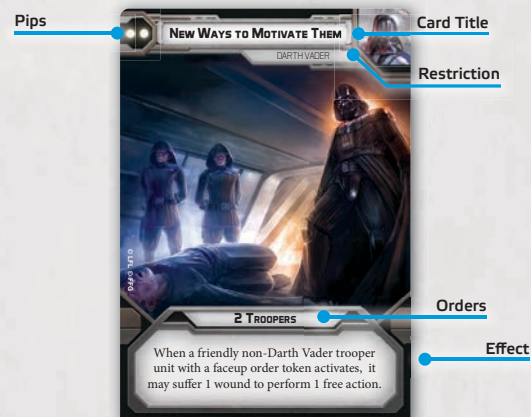 Pips
Card Title
NEW WAYS TO MOTIVATE THEM
DARTH VADER
Restriction
© LFL © FFG
Orders
2 TROOPERS
Effect
When a friendly non-Darth Vader trooper
unit with a faceup order token activates, it
may suffer 1 wound to perform 1 free action.